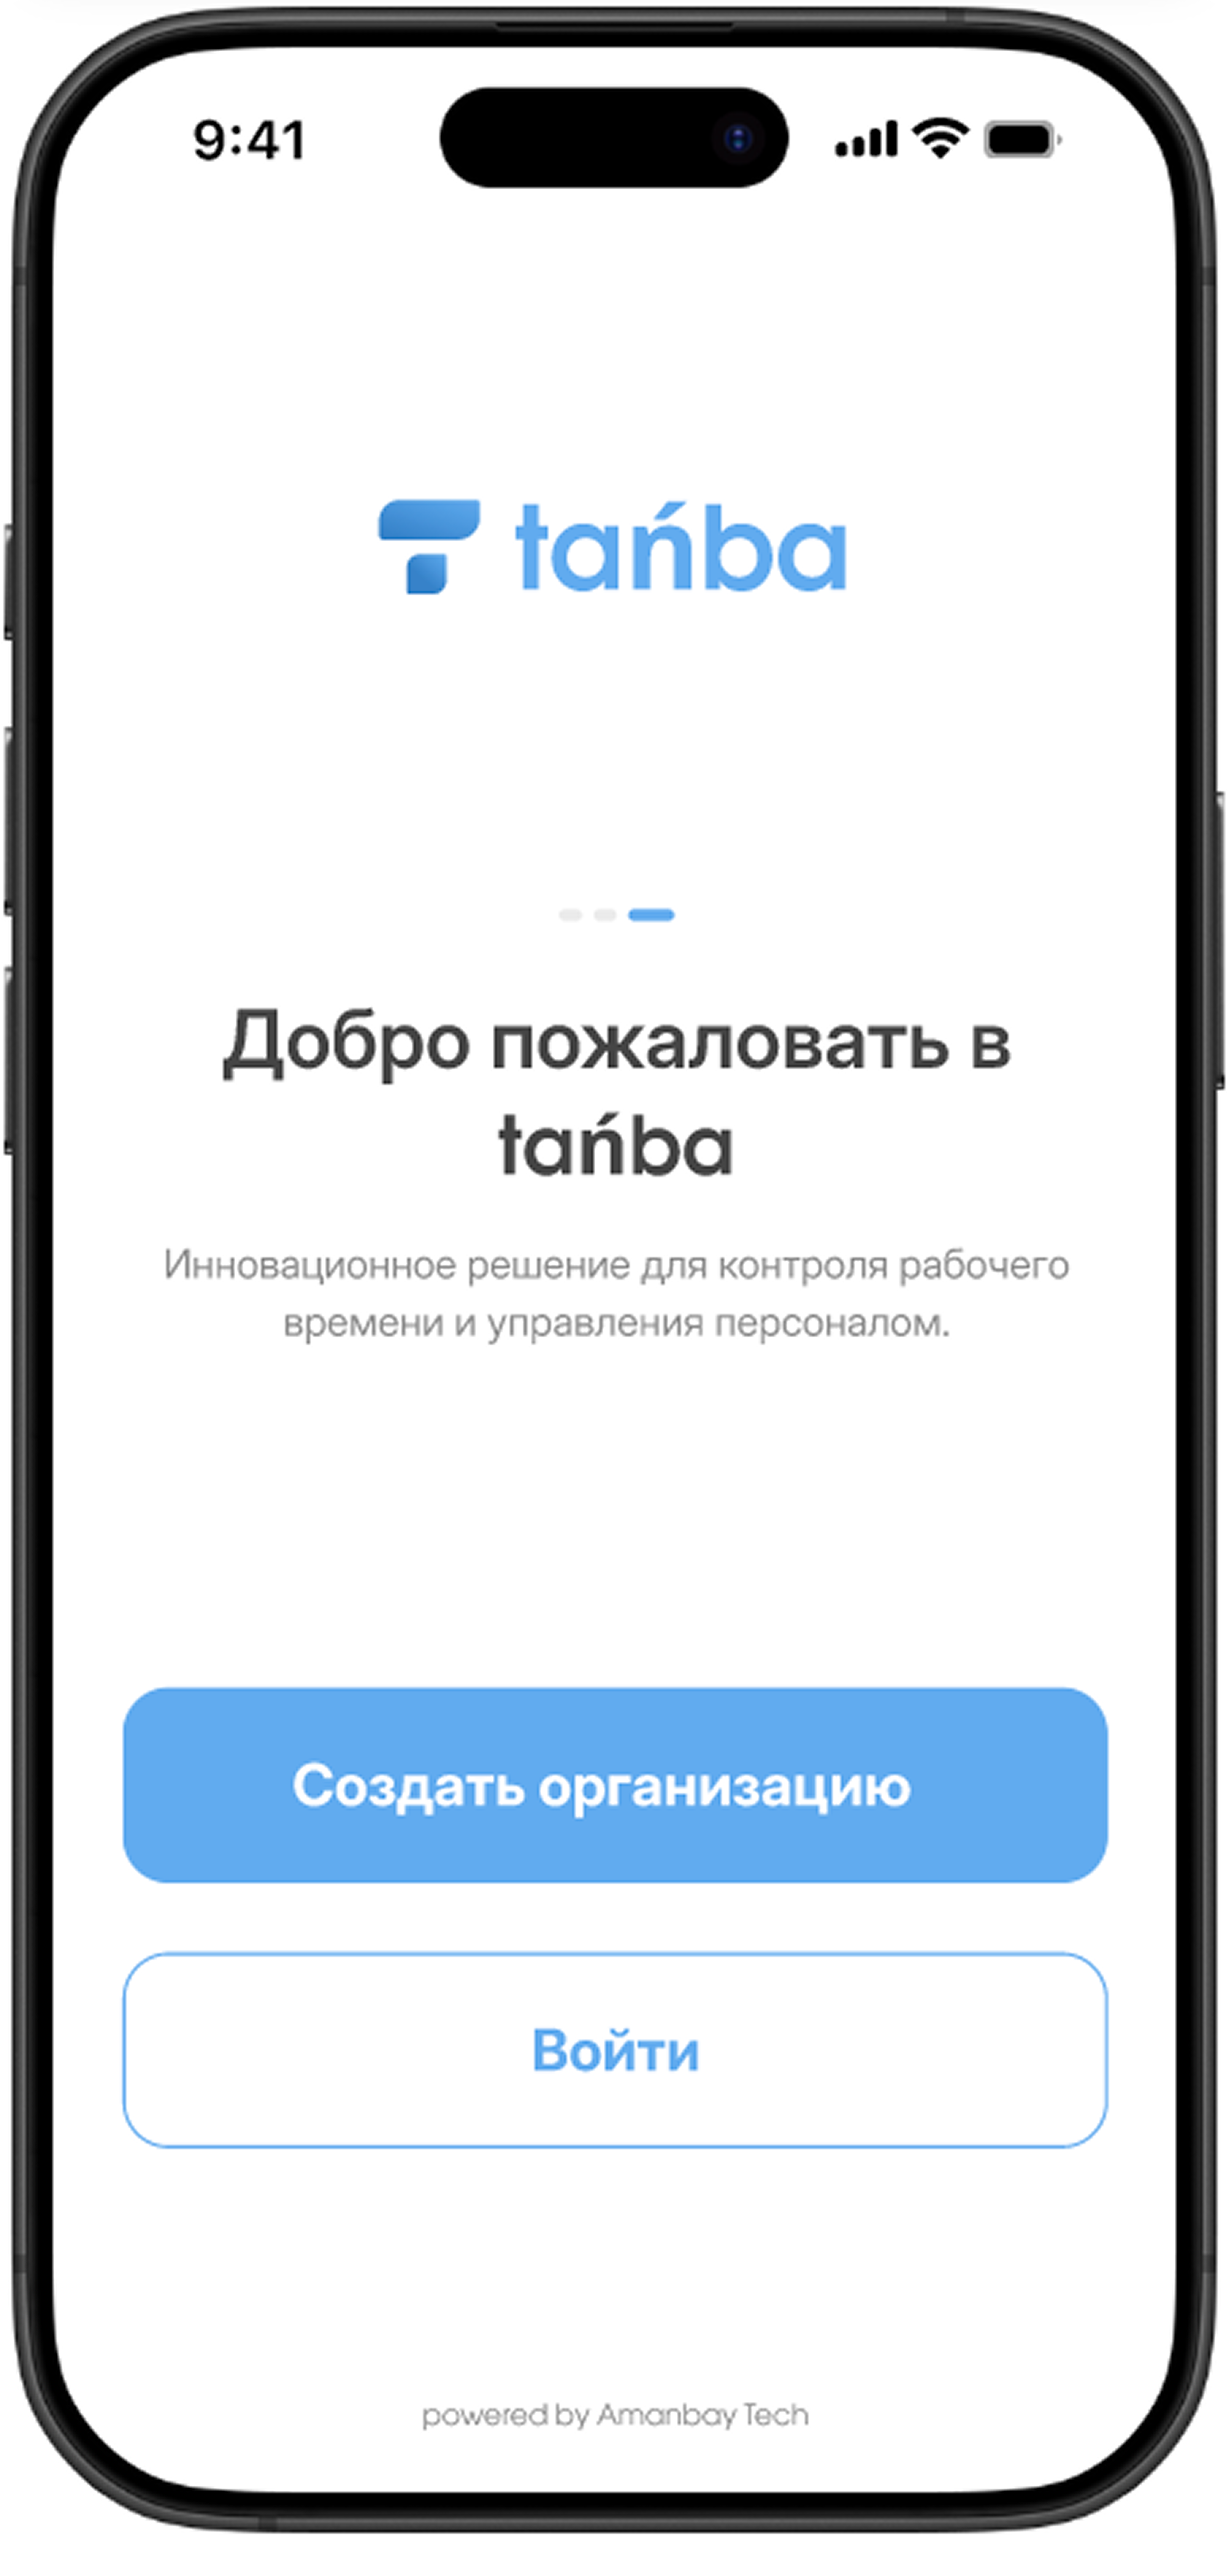 9:41
tańba
Добро пожаловать в
tańba
Инновационное решение для контроля рабочего
времени и управления персоналом.
Создать организацию
Войти
powered by Amanbay Tech